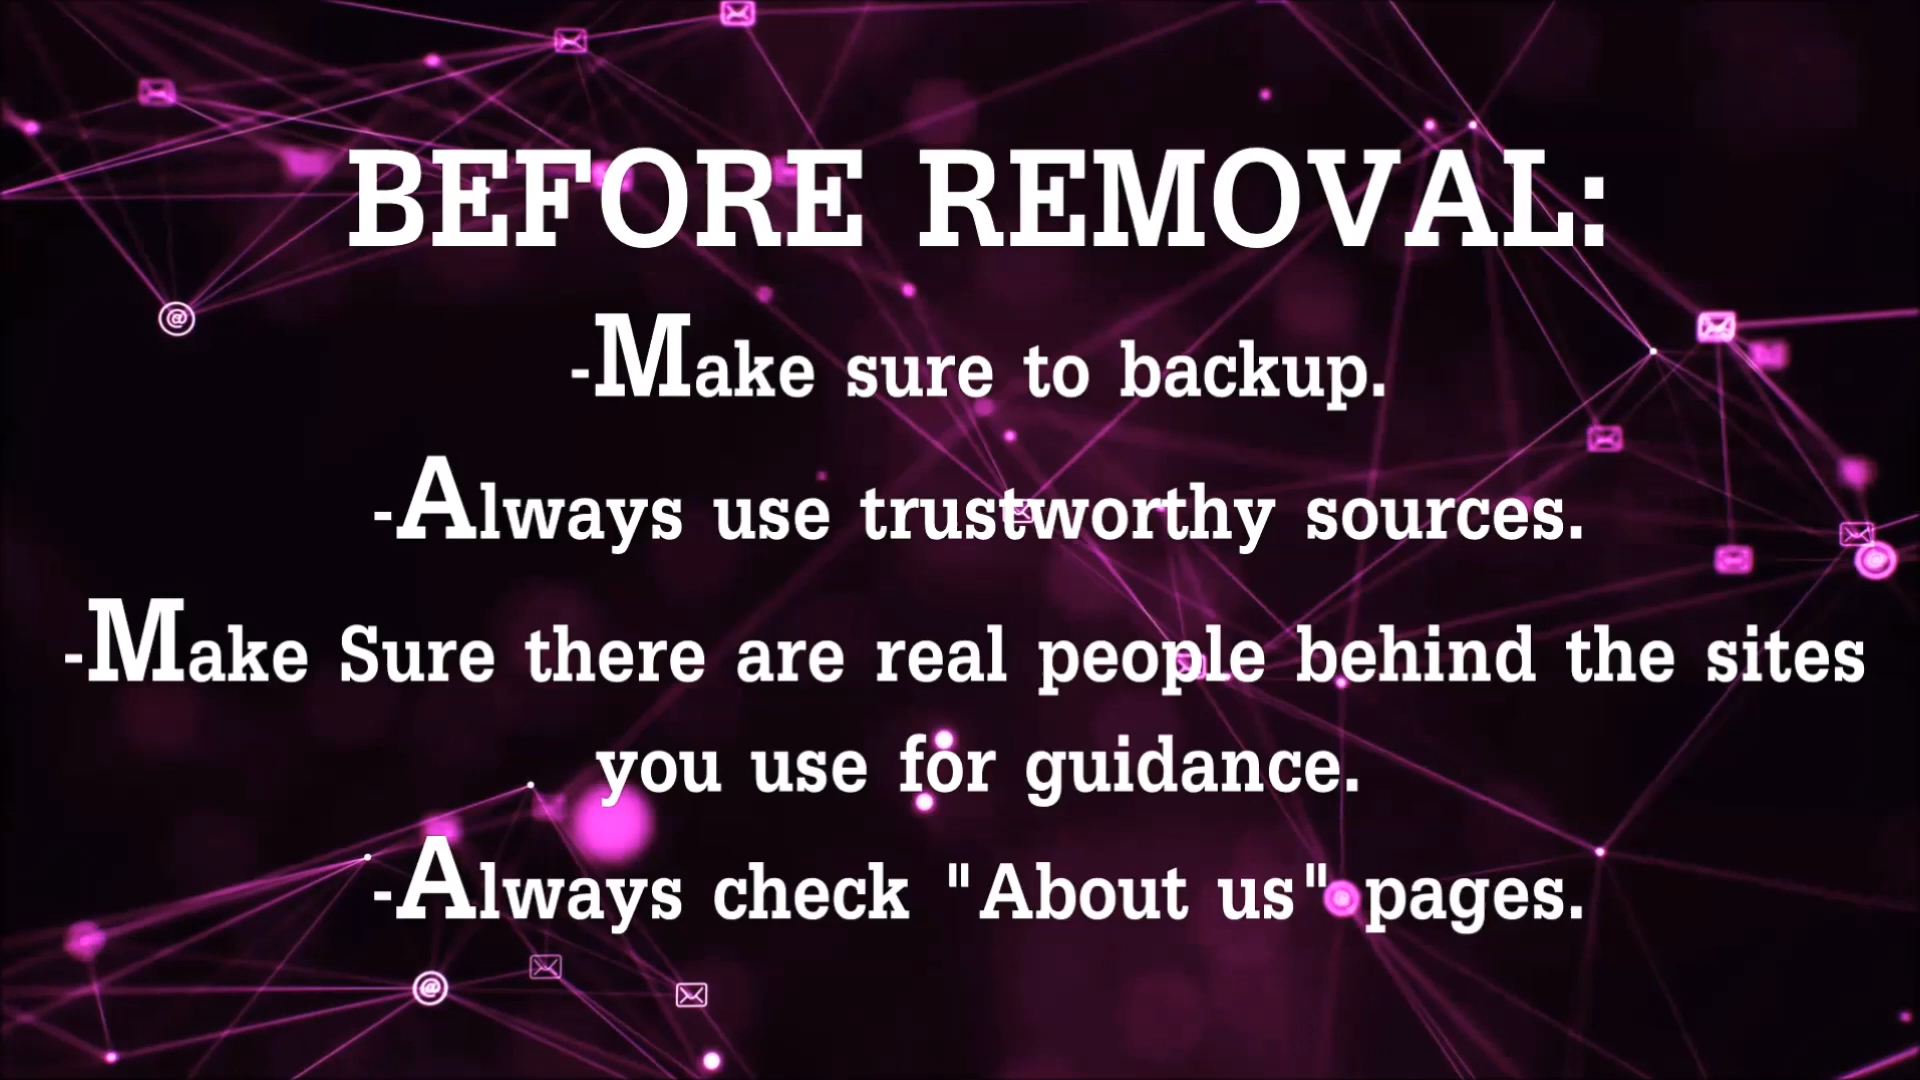 BEFORE REMOVAL:
-Make sure to backup.
-Always use trustworthy sources.
-Make Sure there are real people behind the sites
you use for guidance.
-Always check "About us" pages.